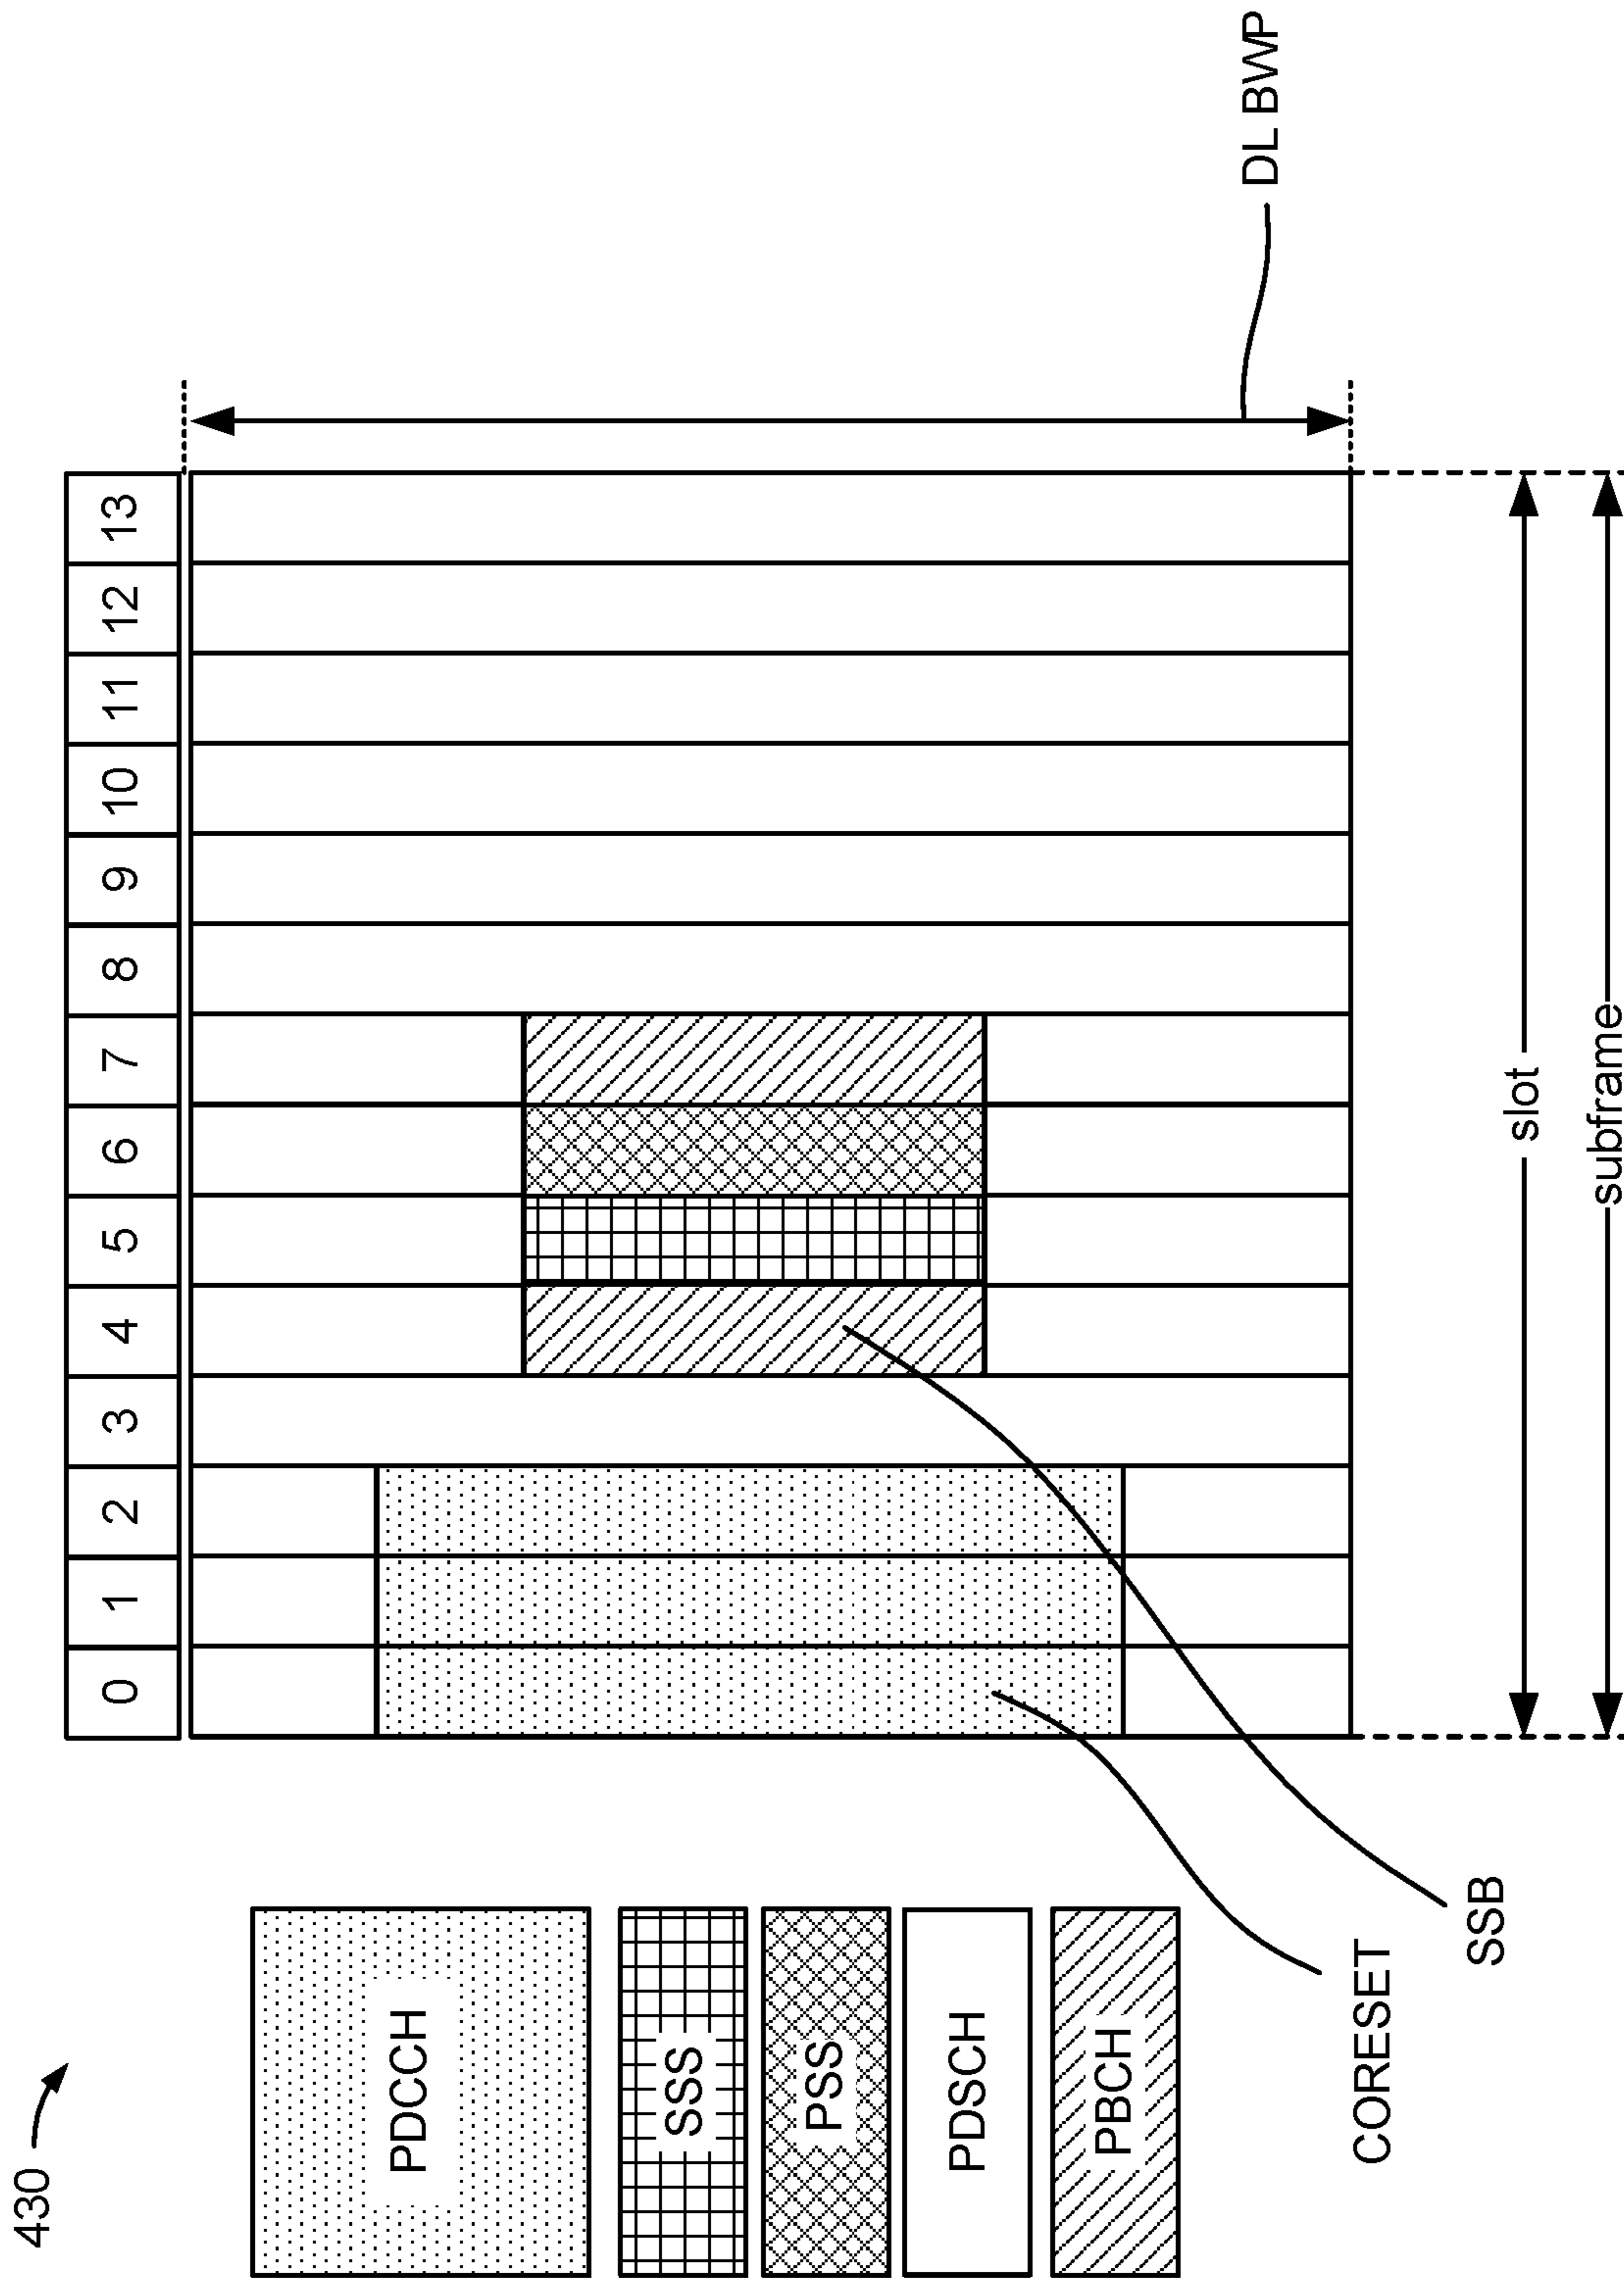 430
PDCCH
SSS
PSS
PDSCH
PBCH
0 1 2 3 4 5 6 7 8 9 10 11 12 13
DL BWP
CORESET
SSB
slot
subframe